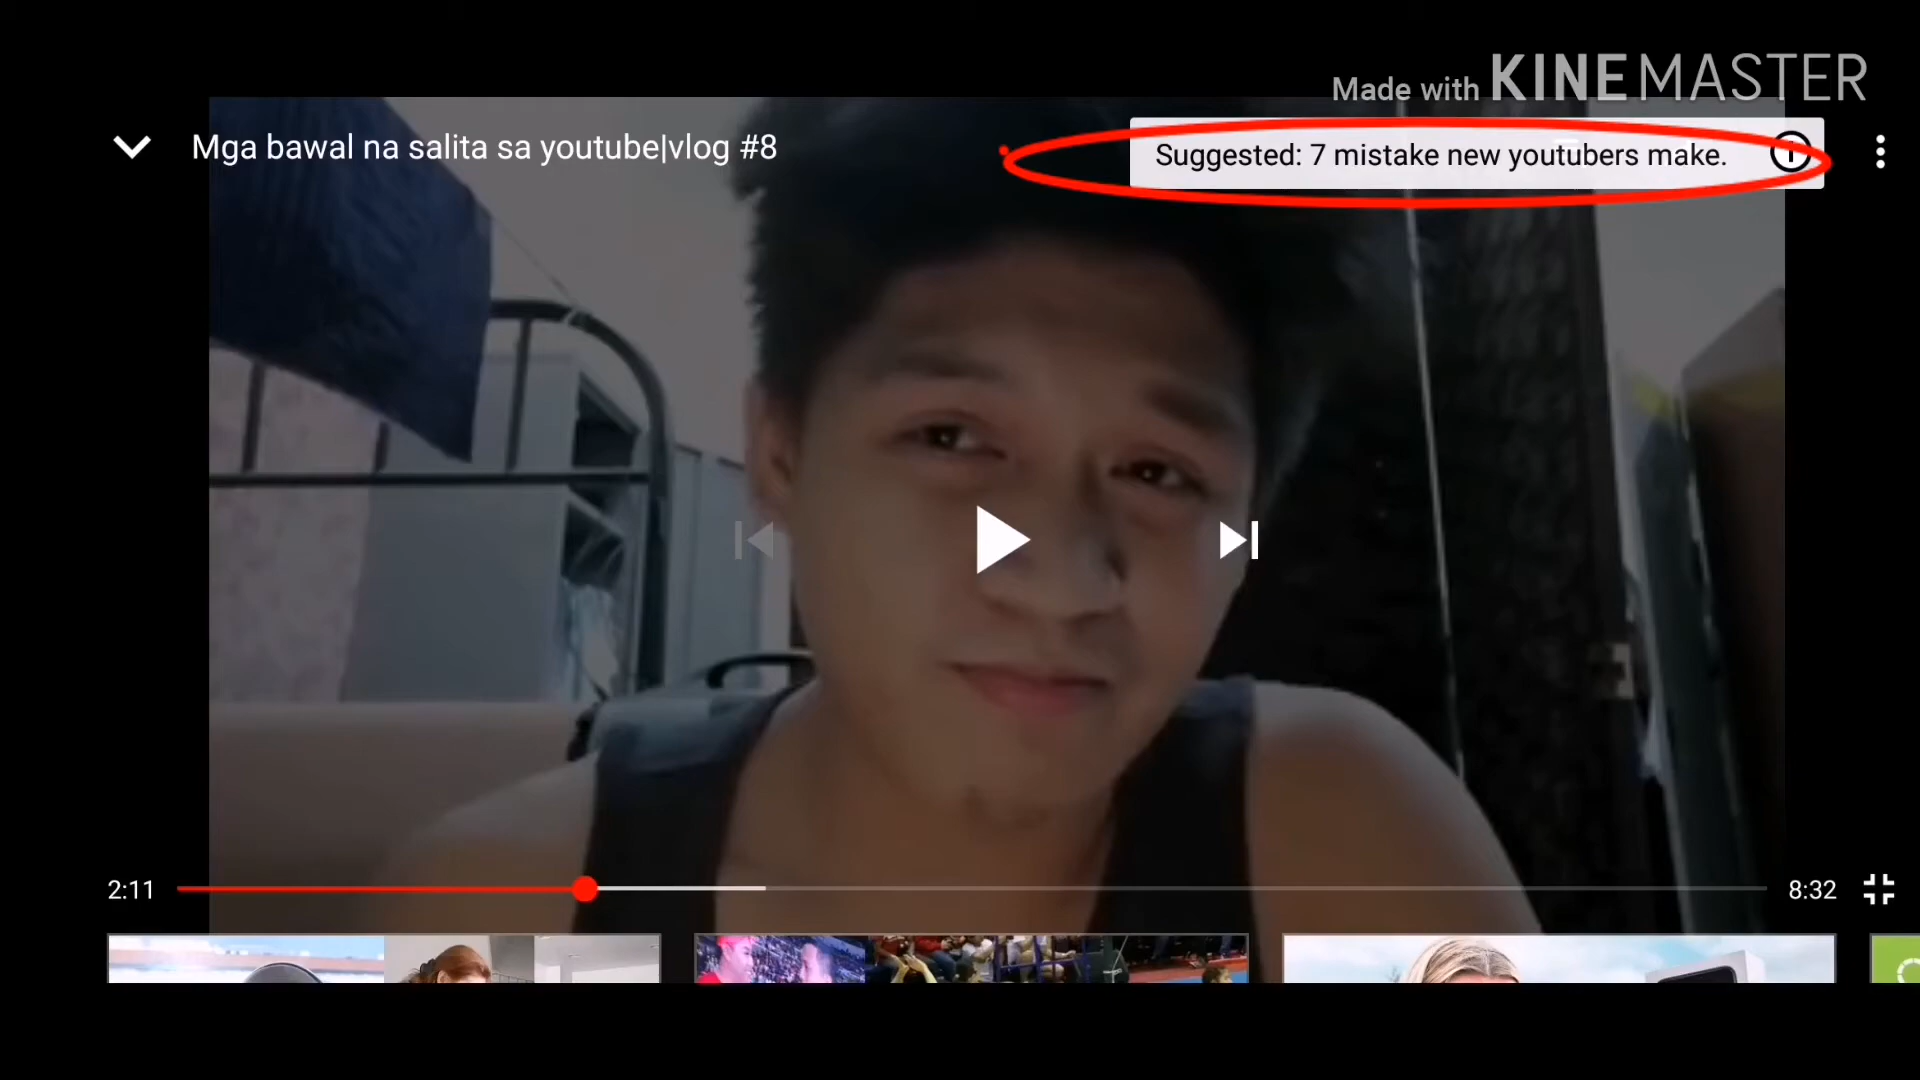 Made with KINEMASTER
Mga bawal na salita sa youtube|vlog #8
Suggested: 7 mistake new youtubers make.
2:11
8:32